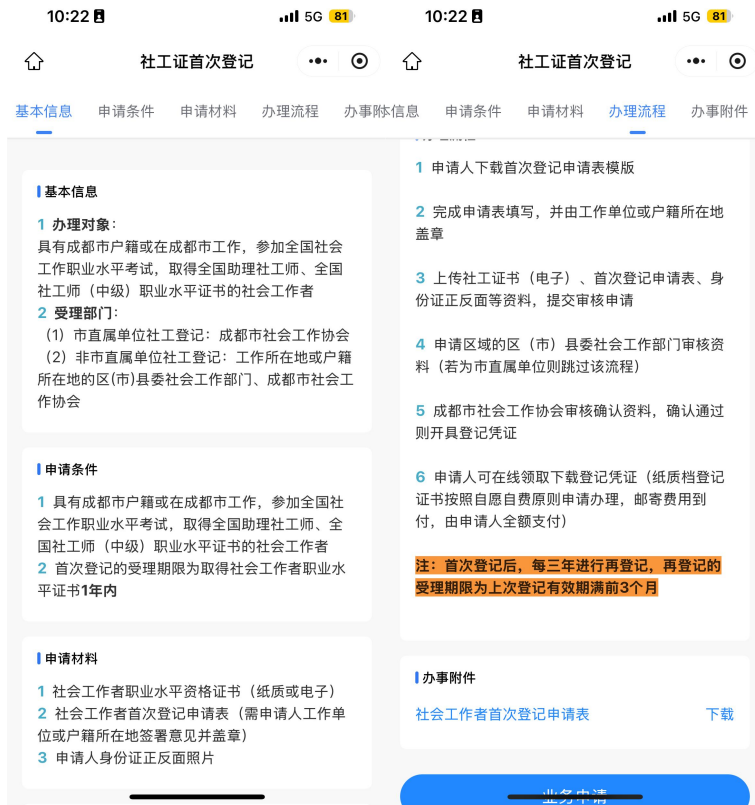 10:22
5G 81
社工证首次登记
基本信息 申请条件 申请材料 办理流程 办事附
基本信息
1 办理对象：
具有成都市户籍或在成都市工作，参加全国社会
工作职业水平考试，取得全国助理社工师、全国
社工师（中级）职业水平证书的社会工作者
2 受理部门：
（1）市直属单位社工登记：成都市社会工作协会
（2）非市直属单位社工登记：工作所在地或户籍
所在地的区(市)县委社会工作部门、成都市社会工
作协会
申请条件
1 具有成都市户籍或在成都市工作，参加全国社
会工作职业水平考试，取得全国助理社工师、全
国社工师（中级）职业水平证书的社会工作者
2 首次登记的受理期限为取得社会工作者职业水
平证书1年内
申请材料
1 社会工作者职业水平资格证书（纸质或电子）
2 社会工作者首次登记申请表（需申请人工作单
位或户籍所在地签署意见并盖章）
3 申请人身份证正反面照片
10:22
5G 81
社工证首次登记
本信息 申请条件 申请材料 办理流程 办事附件
1 申请人下载首次登记申请表模版
2 完成申请表填写，并由工作单位或户籍所在地
盖章
3 上传社工证书（电子）、首次登记申请表、身
份证正反面等资料，提交审核申请
4 申请区域的区（市）县委社会工作部门审核资
料（若为市直属单位则跳过该流程）
5 成都市社会工作协会审核确认资料，确认通过
则开具登记凭证
6 申请人可在线领取下载登记凭证（纸质档登记
证书按照自愿自费原则申请办理，邮寄费用到
付，由申请人全额支付）
注：首次登记后，每三年进行再登记，再登记的
受理期限为上次登记有效期满前3个月
办事附件
社会工作者首次登记申请表 下载
业务申请